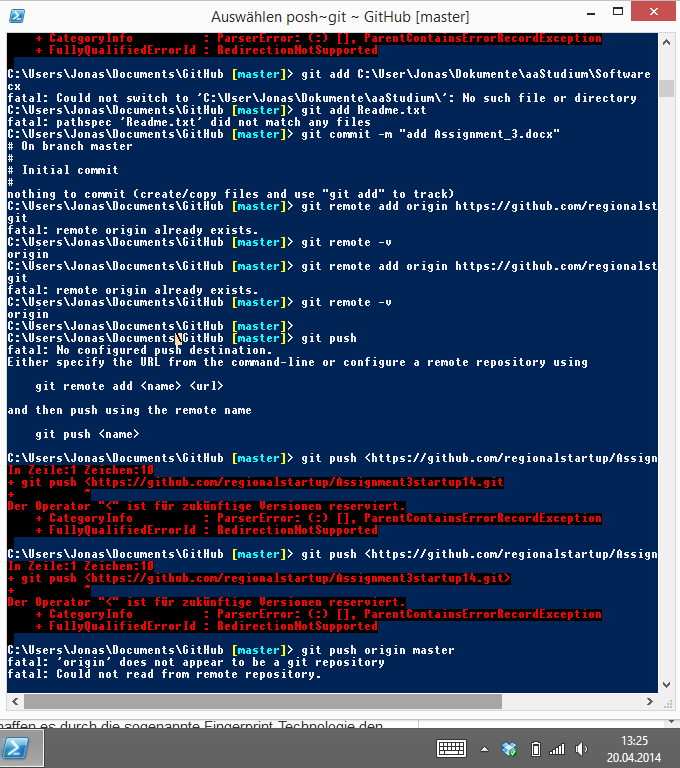 Auswählen posh~git ~ GitHub [master]
+ CategoryInfo : ParserError: (:) [], ParentContainsErrorRecordException
+ FullyQualifiedErrorId : RedirectionNotSupported
C:\Users\Jonas\Documents\GitHub [master]> git add C:\User\Jonas\Dokumente\aaStudium\Software
cx
fatal: Could not switch to 'C:\User\Jonas\Dokumente\aaStudium\': No such file or directory
C:\Users\Jonas\Documents\GitHub [master]> git add Readme.txt
fatal: pathspec 'Readme.txt' did not match any files
C:\Users\Jonas\Documents\GitHub [master]> git commit -m "add Assignment_3.docx"
# On branch master
#
# Initial commit
#
nothing to commit (create/copy files and use "git add" to track)
C:\Users\Jonas\Documents\GitHub [master]> git remote add origin https://github.com/regionalst
git
fatal: remote origin already exists.
C:\Users\Jonas\Documents\GitHub [master]> git remote -v
origin
C:\Users\Jonas\Documents\GitHub [master]> git remote add origin https://github.com/regionalst
git
fatal: remote origin already exists.
C:\Users\Jonas\Documents\GitHub [master]> git remote -v
origin
C:\Users\Jonas\Documents\GitHub [master]>
C:\Users\Jonas\Documents\GitHub [master]> git push
fatal: No configured push destination.
Either specify the URL from the command-line or configure a remote repository using
git remote add <name> <url>
and then push using the remote name
git push <name>
C:\Users\Jonas\Documents\GitHub [master]> git push <https://github.com/regionalstartup/Assign
In Zeile:1 Zeichen:10
+ git push <https://github.com/regionalstartup/Assignment3startup14.git
+ ~
Der Operator "<" ist für zukünftige Versionen reserviert.
+ CategoryInfo : ParserError: (:) [], ParentContainsErrorRecordException
+ FullyQualifiedErrorId : RedirectionNotSupported
C:\Users\Jonas\Documents\GitHub [master]> git push <https://github.com/regionalstartup/Assign
In Zeile:1 Zeichen:10
+ git push <https://github.com/regionalstartup/Assignment3startup14.git>
+ ~
Der Operator "<" ist für zukünftige Versionen reserviert.
+ CategoryInfo : ParserError: (:) [], ParentContainsErrorRecordException
+ FullyQualifiedErrorId : RedirectionNotSupported
C:\Users\Jonas\Documents\GitHub [master]> git push origin master
fatal: 'origin' does not appear to be a git repository
fatal: Could not read from remote repository.
haffen es durch die sogenannte Fingerprint-Technologie den
13:25
20.04.2014